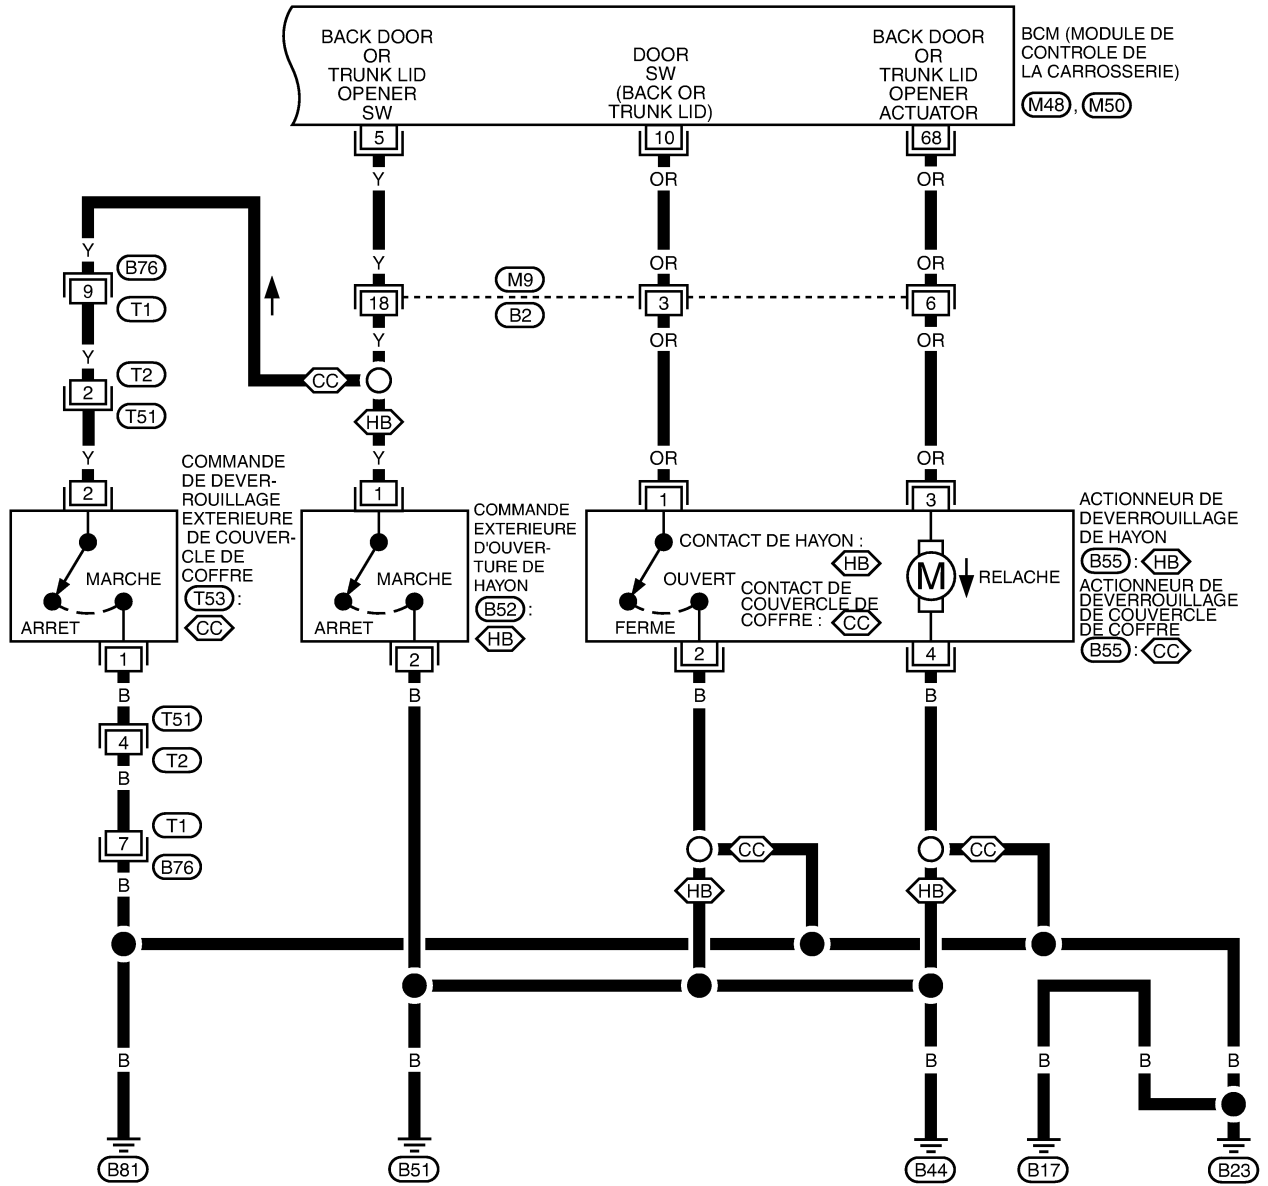 BACK DOOR
OR
TRUNK LID
OPENER
SW
DOOR
SW
(BACK OR
TRUNK LID)
BACK DOOR
OR
TRUNK LID
OPENER
ACTUATOR
BCM (MODULE DE
CONTROLE DE
LA CARROSSERIE)
M48 , M50
5
10
68
Y
OR
OR
Y
Y
OR
OR
B76
9
T1
M9
18
3
6
B2
Y
Y
OR
OR
T2
2
T51
CC
HB
Y
Y
OR
OR
2
1
1
3
COMMANDE
DE DEVER-
ROUILLAGE
EXTERIEURE
DE COUVER-
CLE DE
COFFRE
T53 :
CC
MARCHE
ARRET
COMMANDE
EXTERIEURE
D'OUVER-
TURE DE
HAYON
B52 :
HB
MARCHE
ARRET
CONTACT DE HAYON :
HB
OUVERT
FERME
CONTACT DE
COUVERCLE DE
COFFRE : CC
M
RELACHE
ACTIONNEUR DE
DEVERROUILLAGE
DE HAYON
B55 : HB
ACTIONNEUR DE
DEVERROUILLAGE
DE COUVERCLE
DE COFFRE
B55 : CC
1
2
2
4
B
B
B
B
T51
4
T2
B
T1
7
B76
B
CC
CC
HB
HB
B
B
B
B
B
B
B81
B51
B44
B17
B23